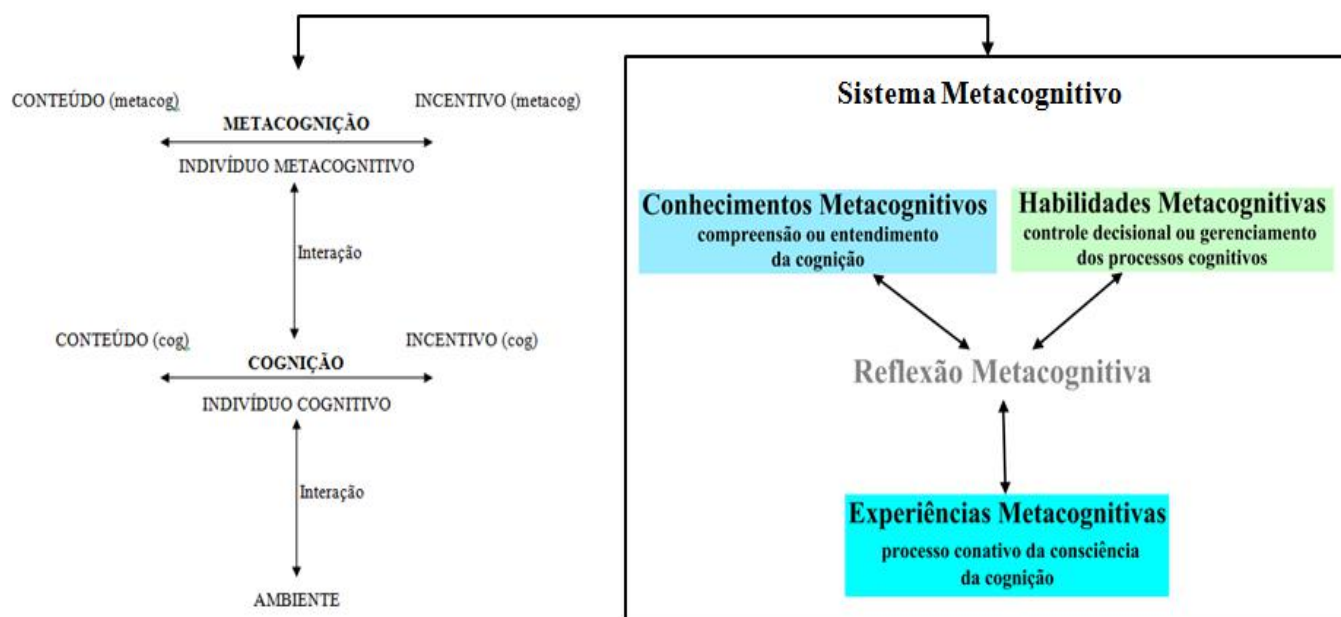 CONTEÚDO (metacog)
INCENTIVO (metacog)
METACOGNIÇÃO
INDIVÍDUO METACOGNITIVO
Interação
CONTEÚDO (cog)
INCENTIVO (cog)
COGNIÇÃO
INDIVÍDUO COGNITIVO
Interação
AMBIENTE
Sistema Metacognitivo
Conhecimentos Metacognitivos
compreensão ou entendimento
da cognição
Habilidades Metacognitivas
controle decisional ou gerenciamento
dos processos cognitivos
Reflexão Metacognitiva
Experiências Metacognitivas
processo conativo da consciência
da cognição